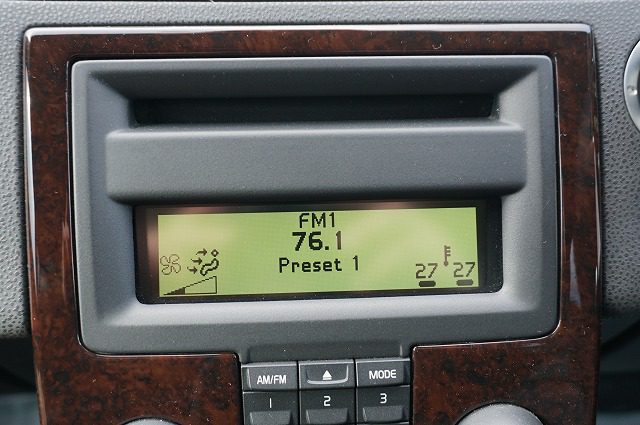 FM1
76.1
Preset 1
27 27
AM/FM MODE
1 2 3